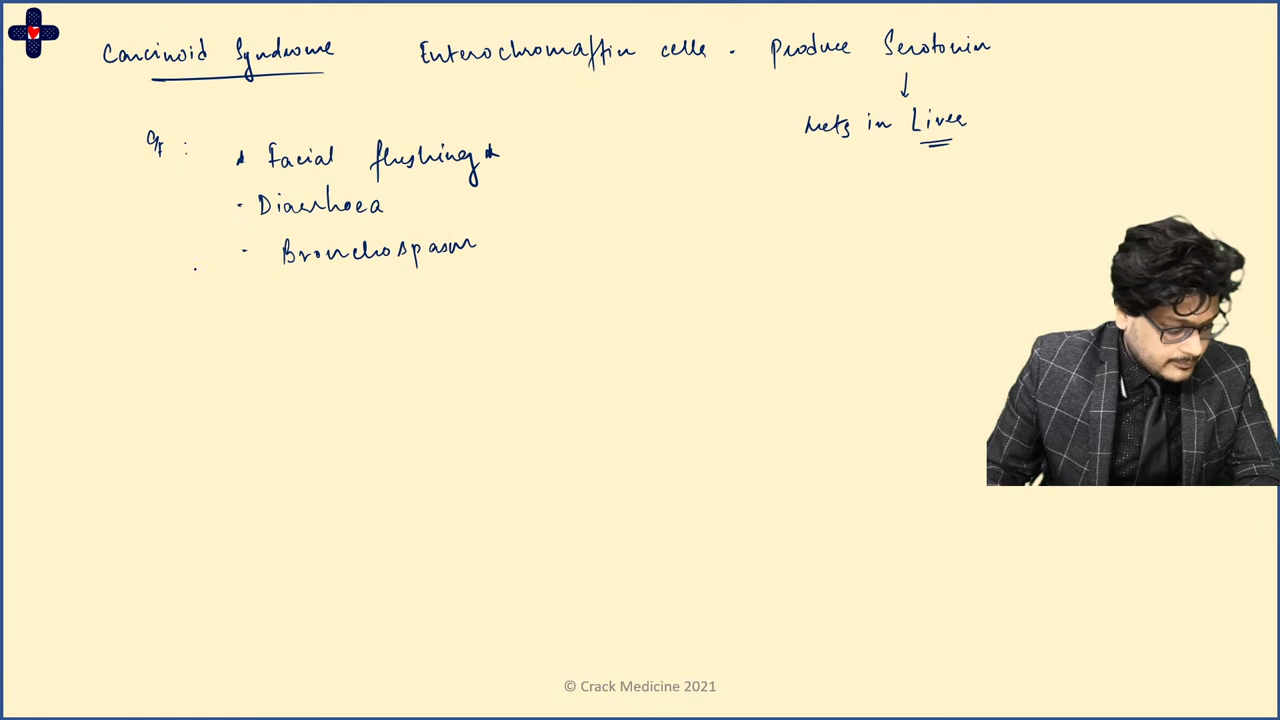 Carcinoid Syndrome Enterochromaffin cells . Produce Serotonin
↓
Mets in Liver
C/F :
* Facial flushing *
· Diarrhoea
· Bronchospasm
© Crack Medicine 2021